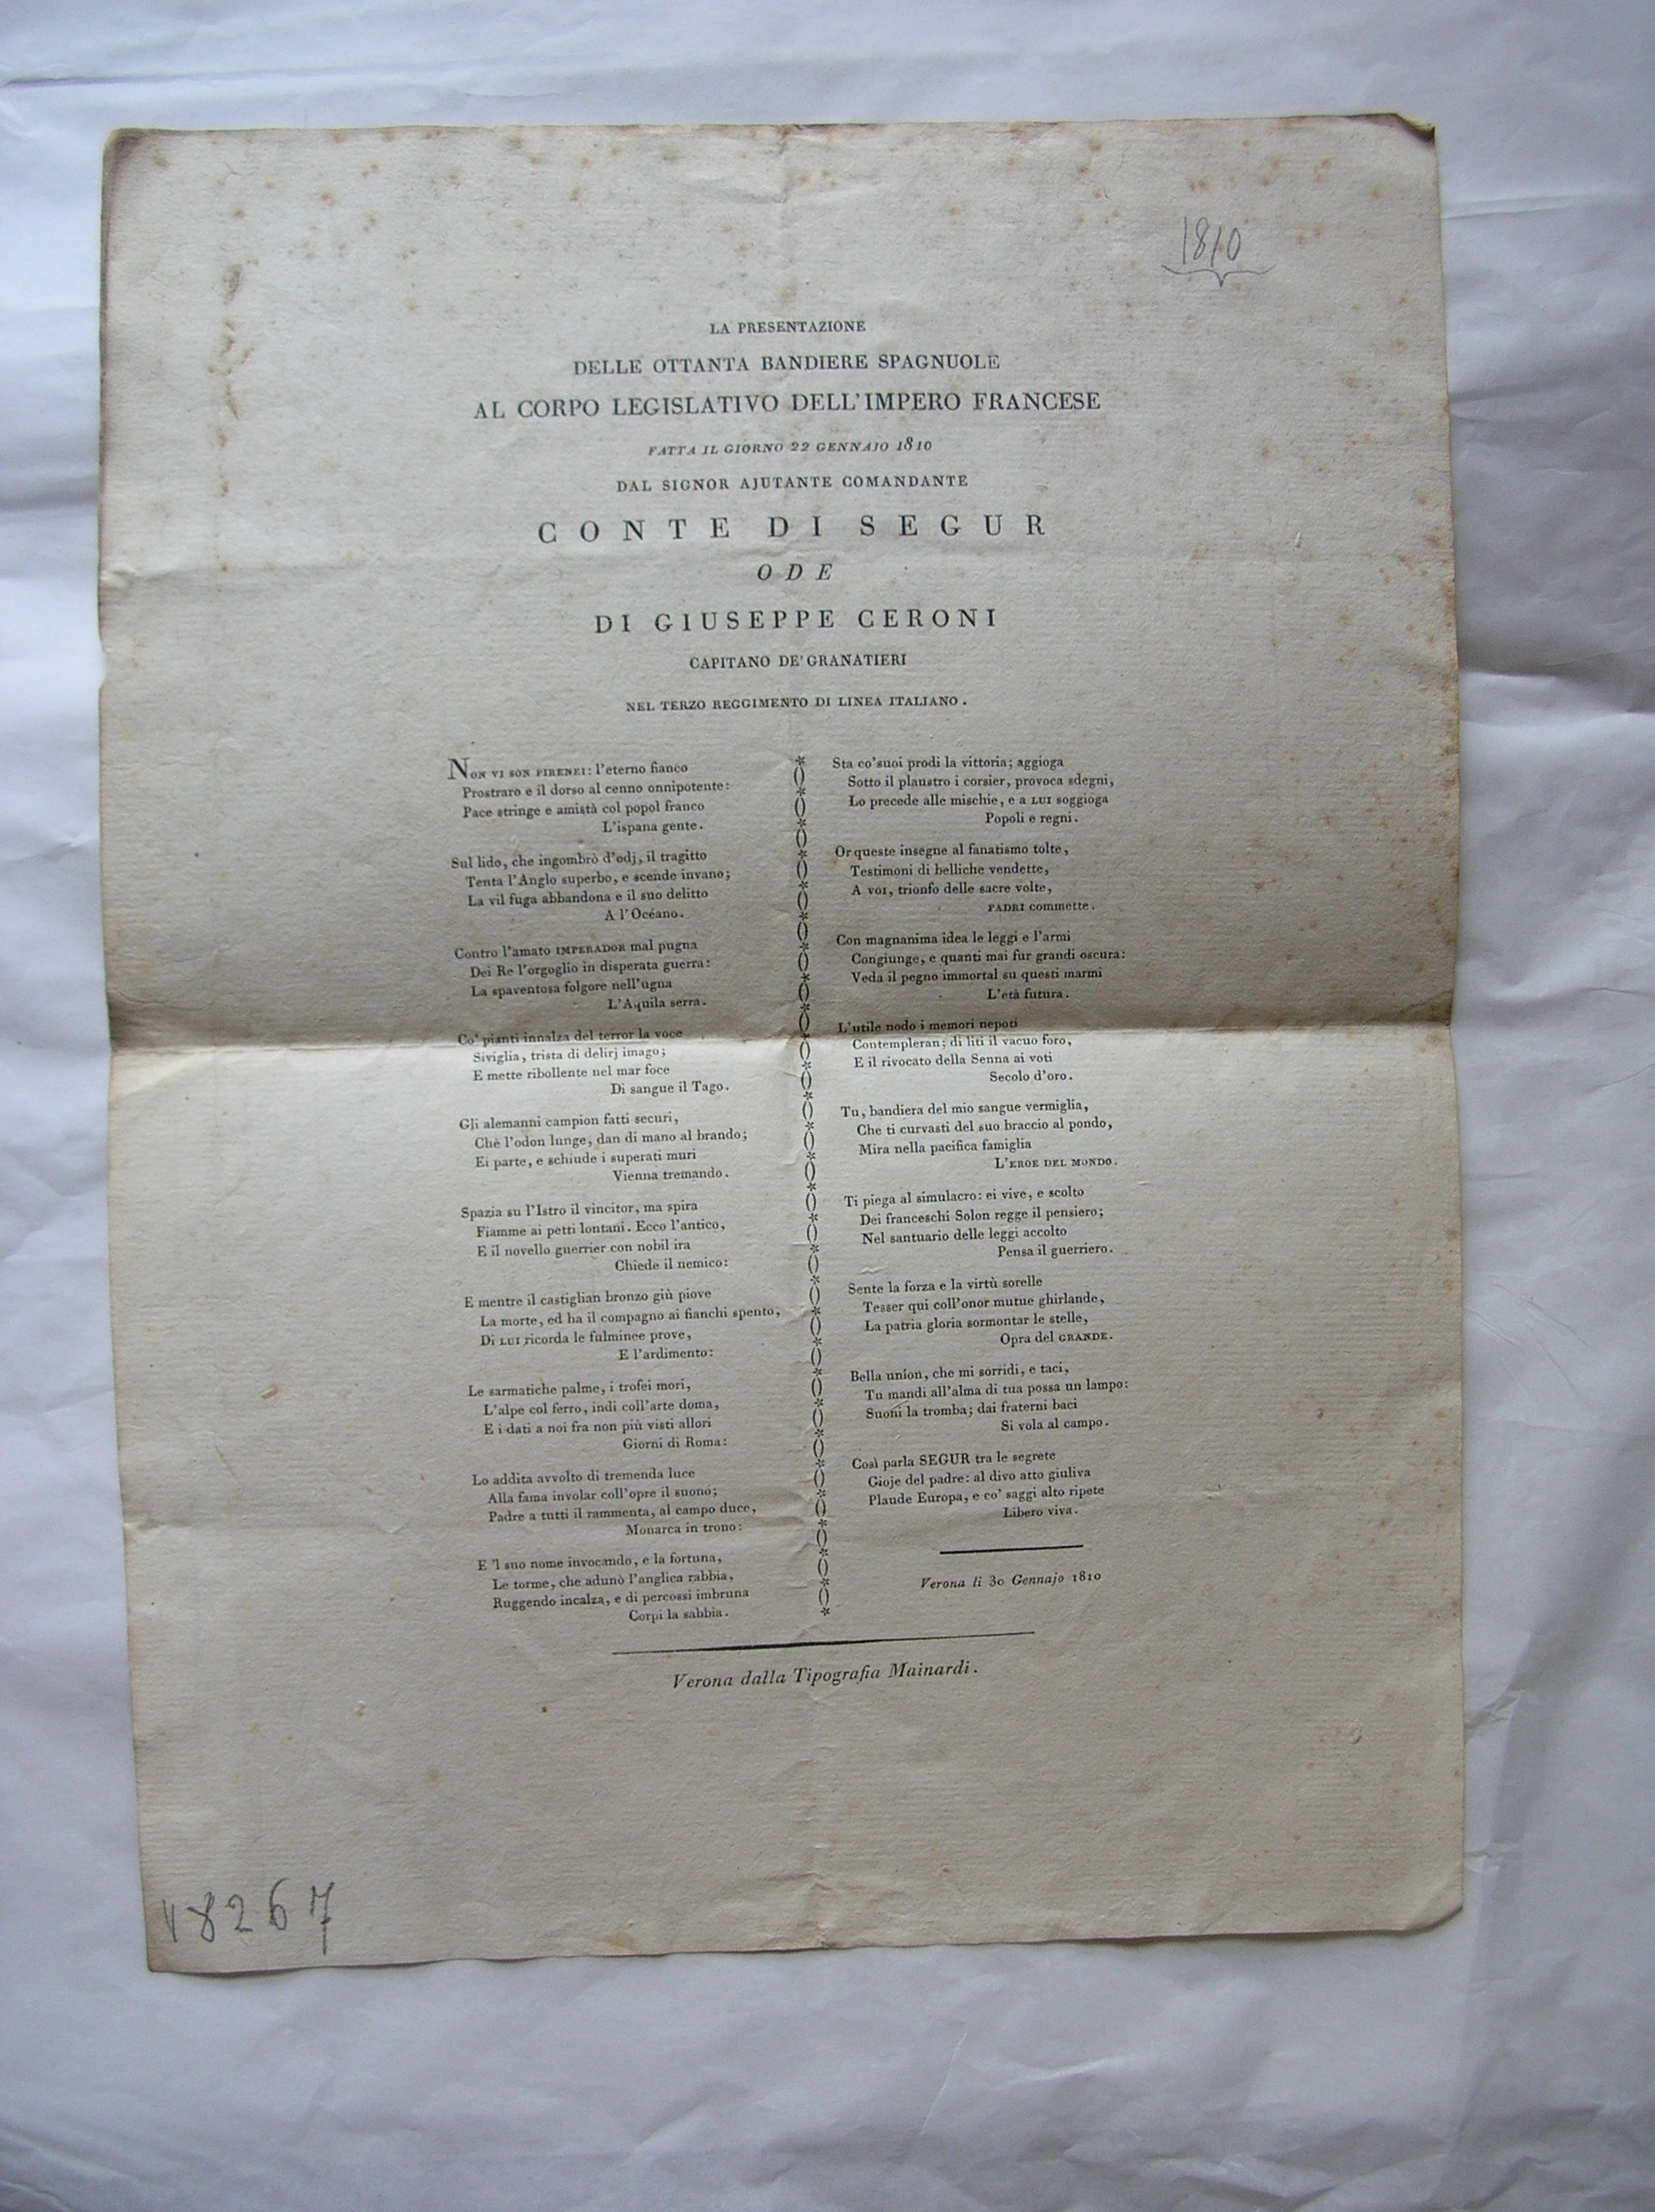 1810
LA PRESENTAZIONE
DELLE OTTANTA BANDIERE SPAGNUOLE
AL CORPO LEGISLATIVO DELL'IMPERO FRANCESE
FATTA IL GIORNO 22 GENNAJO 1810
DAL SIGNOR AJUTANTE COMANDANTE
CONTE DI SEGUR
ODE
DI GIUSEPPE CERONI
CAPITANO DE' GRANATIERI
NEL TERZO REGGIMENTO DI LINEA ITALIANO.
NON VI SON PIRENEI: l'eterno fianco
Prostraro e il dorso al cenno onnipotente:
Pace stringe e amistà col popol franco
L'ispana gente.
Sul lido, che ingombrò d'odj, il tragitto
Tenta l'Anglo superbo, e scende invano;
La vil fuga abbandona e il suo delitto
A l'Océano.
Contro l'amato IMPERADOR mal pugna
Dei Re l'orgoglio in disperata guerra:
La spaventosa folgore nell'ugna
L'Aquila serra.
Co' pianti innalza del terror la voce
Siviglia, trista di delirj imago;
E mette ribollente nel mar foce
Di sangue il Tago.
Gli alemanni campion fatti securi,
Chè l'odon lunge, dan di mano al brando;
Ei parte, e schiude i superati muri
Vienna tremando.
Spazia su l'Istro il vincitor, ma spira
Fiamme ai petti lontani. Ecco l'antico,
E il novello guerrier con nobil ira
Chiede il nemico:
E mentre il castiglian bronzo giù piove
La morte, ed ha il compagno ai fianchi spento,
Di LUI ricorda le fulminee prove,
E l'ardimento:
Le sarmatiche palme, i trofei mori,
L'alpe col ferro, indi coll'arte doma,
E i dati a noi fra non più visti allori
Giorni di Roma:
Lo addita avvolto di tremenda luce
Alla fama involar coll'opre il suono;
Padre a tutti il rammenta, al campo duce,
Monarca in trono:
E 'l suo nome invocando, e la fortuna,
Le torme, che adunò l'anglica rabbia,
Ruggendo incalza, e di percossi imbruna
Corpi la sabbia.
Sta co' suoi prodi la vittoria; aggioga
Sotto il plaustro i corsier, provoca sdegni,
Lo precede alle mischie, e a LUI soggioga
Popoli e regni.
Or queste insegne al fanatismo tolte,
Testimoni di belliche vendette,
A VOI, trionfo delle sacre volte,
PADRI commette.
Con magnanima idea le leggi e l'armi
Congiunge, e quanti mai fur grandi oscura:
Veda il pegno immortal su questi marmi
L'età futura.
L'utile nodo i memori nepoti
Contempleran; di liti il vacuo foro,
E il rivocato della Senna ai voti
Secolo d'oro.
Tu, bandiera del mio sangue vermiglia,
Che ti curvasti del suo braccio al pondo,
Mira nella pacifica famiglia
L'EROE DEL MONDO.
Ti piega al simulacro: ei vive, e scolto
Dei franceschi Solon regge il pensiero;
Nel santuario delle leggi accolto
Pensa il guerriero.
Sente la forza e la virtù sorelle
Tesser qui coll'onor mutue ghirlande,
La patria gloria sormontar le stelle,
Opra del GRANDE.
Bella union, che mi sorridi, e taci,
Tu mandi all'alma di tua possa un lampo:
Suoni la tromba; dai fraterni baci
Si vola al campo.
Così parla SEGUR tra le segrete
Gioje del padre: al divo atto giuliva
Plaude Europa, e co' saggi alto ripete
Libero viva.
Verona li 30 Gennajo 1810
Verona dalla Tipografia Mainardi.
8267